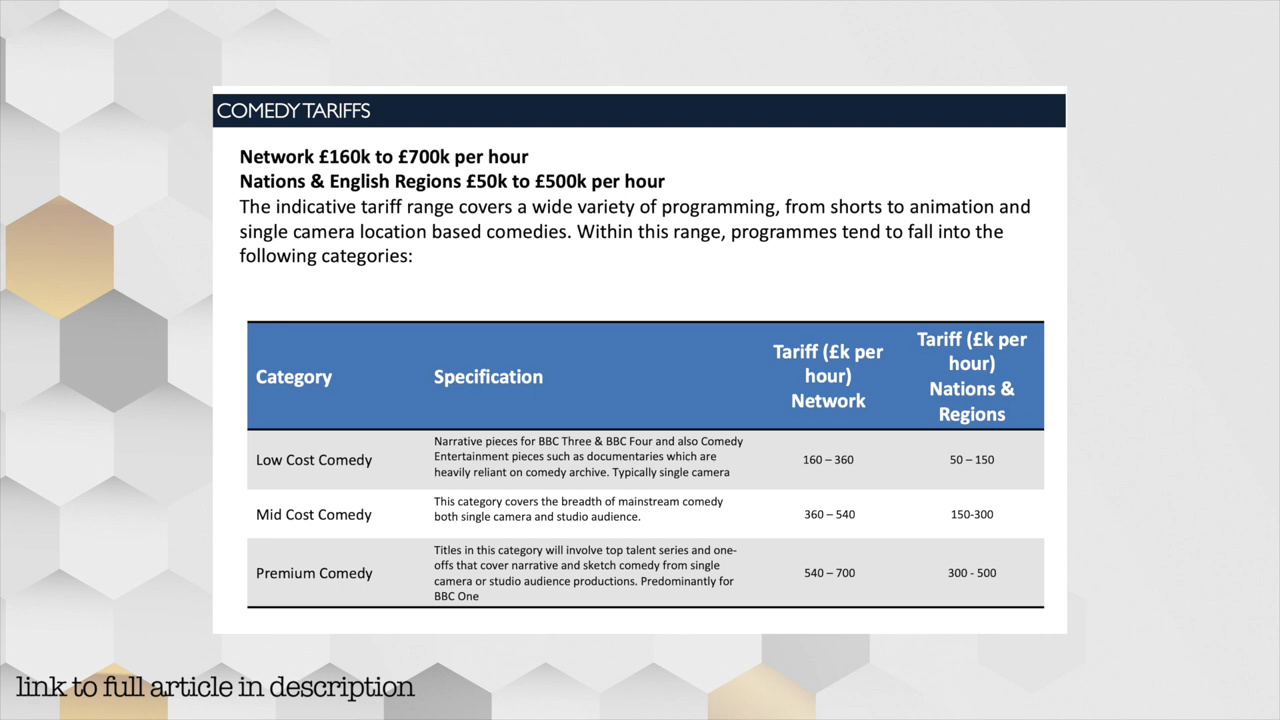 COMEDY TARIFFS
Network £160k to £700k per hour
Nations & English Regions £50k to £500k per hour
The indicative tariff range covers a wide variety of programming, from shorts to animation and
single camera location based comedies. Within this range, programmes tend to fall into the
following categories:
Category
Specification
Tariff (£k per
hour)
Network
Tariff (£k per
hour)
Nations &
Regions
Low Cost Comedy
Narrative pieces for BBC Three & BBC Four and also Comedy
Entertainment pieces such as documentaries which are
heavily reliant on comedy archive. Typically single camera
160 – 360
50 – 150
Mid Cost Comedy
This category covers the breadth of mainstream comedy
both single camera and studio audience.
360 – 540
150-300
Premium Comedy
Titles in this category will involve top talent series and one-
offs that cover narrative and sketch comedy from single
camera or studio audience productions. Predominantly for
BBC One
540 – 700
300 - 500
link to full article in description